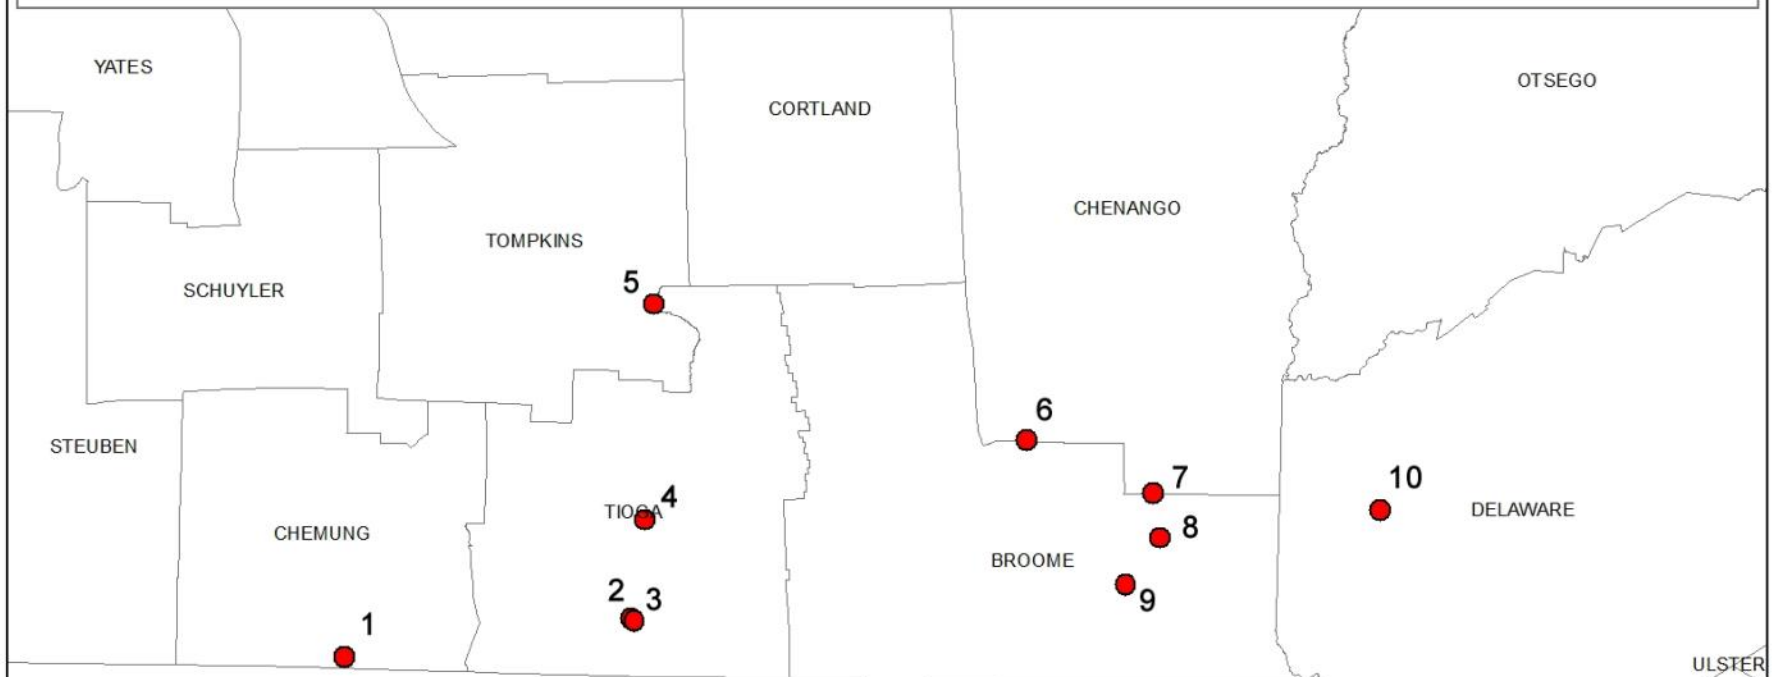 YATES
OTSEGO
CORTLAND
CHENANGO
TOMPKINS
5
SCHUYLER
6
STEUBEN
7
10
4
TIOGA
DELAWARE
8
CHEMUNG
BROOME
2
3
9
1
ULSTER